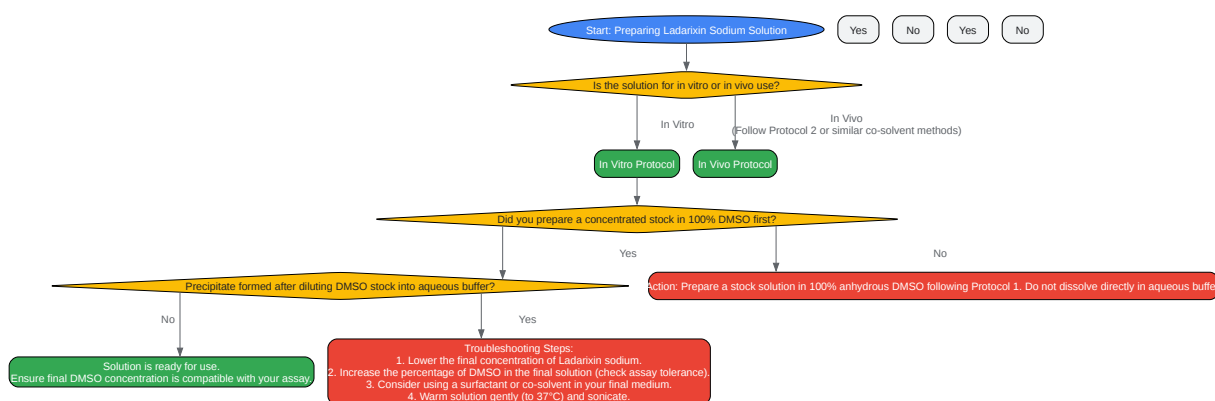 Start: Preparing Ladarixin Sodium Solution
Yes
No
Yes
No
Is the solution for in vitro or in vivo use?
In Vitro
In Vivo
(Follow Protocol 2 or similar co-solvent methods)
In Vitro Protocol
In Vivo Protocol
Did you prepare a concentrated stock in 100% DMSO first?
Yes
No
Precipitate formed after diluting DMSO stock into aqueous buffer?
Action: Prepare a stock solution in 100% anhydrous DMSO following Protocol 1. Do not dissolve directly in aqueous buffe
No
Yes
Solution is ready for use.
Ensure final DMSO concentration is compatible with your assay.
Troubleshooting Steps:
1. Lower the final concentration of Ladarixin sodium.
2. Increase the percentage of DMSO in the final solution (check assay tolerance).
3. Consider using a surfactant or co-solvent in your final medium.
4. Warm solution gently (to 37°C) and sonicate.